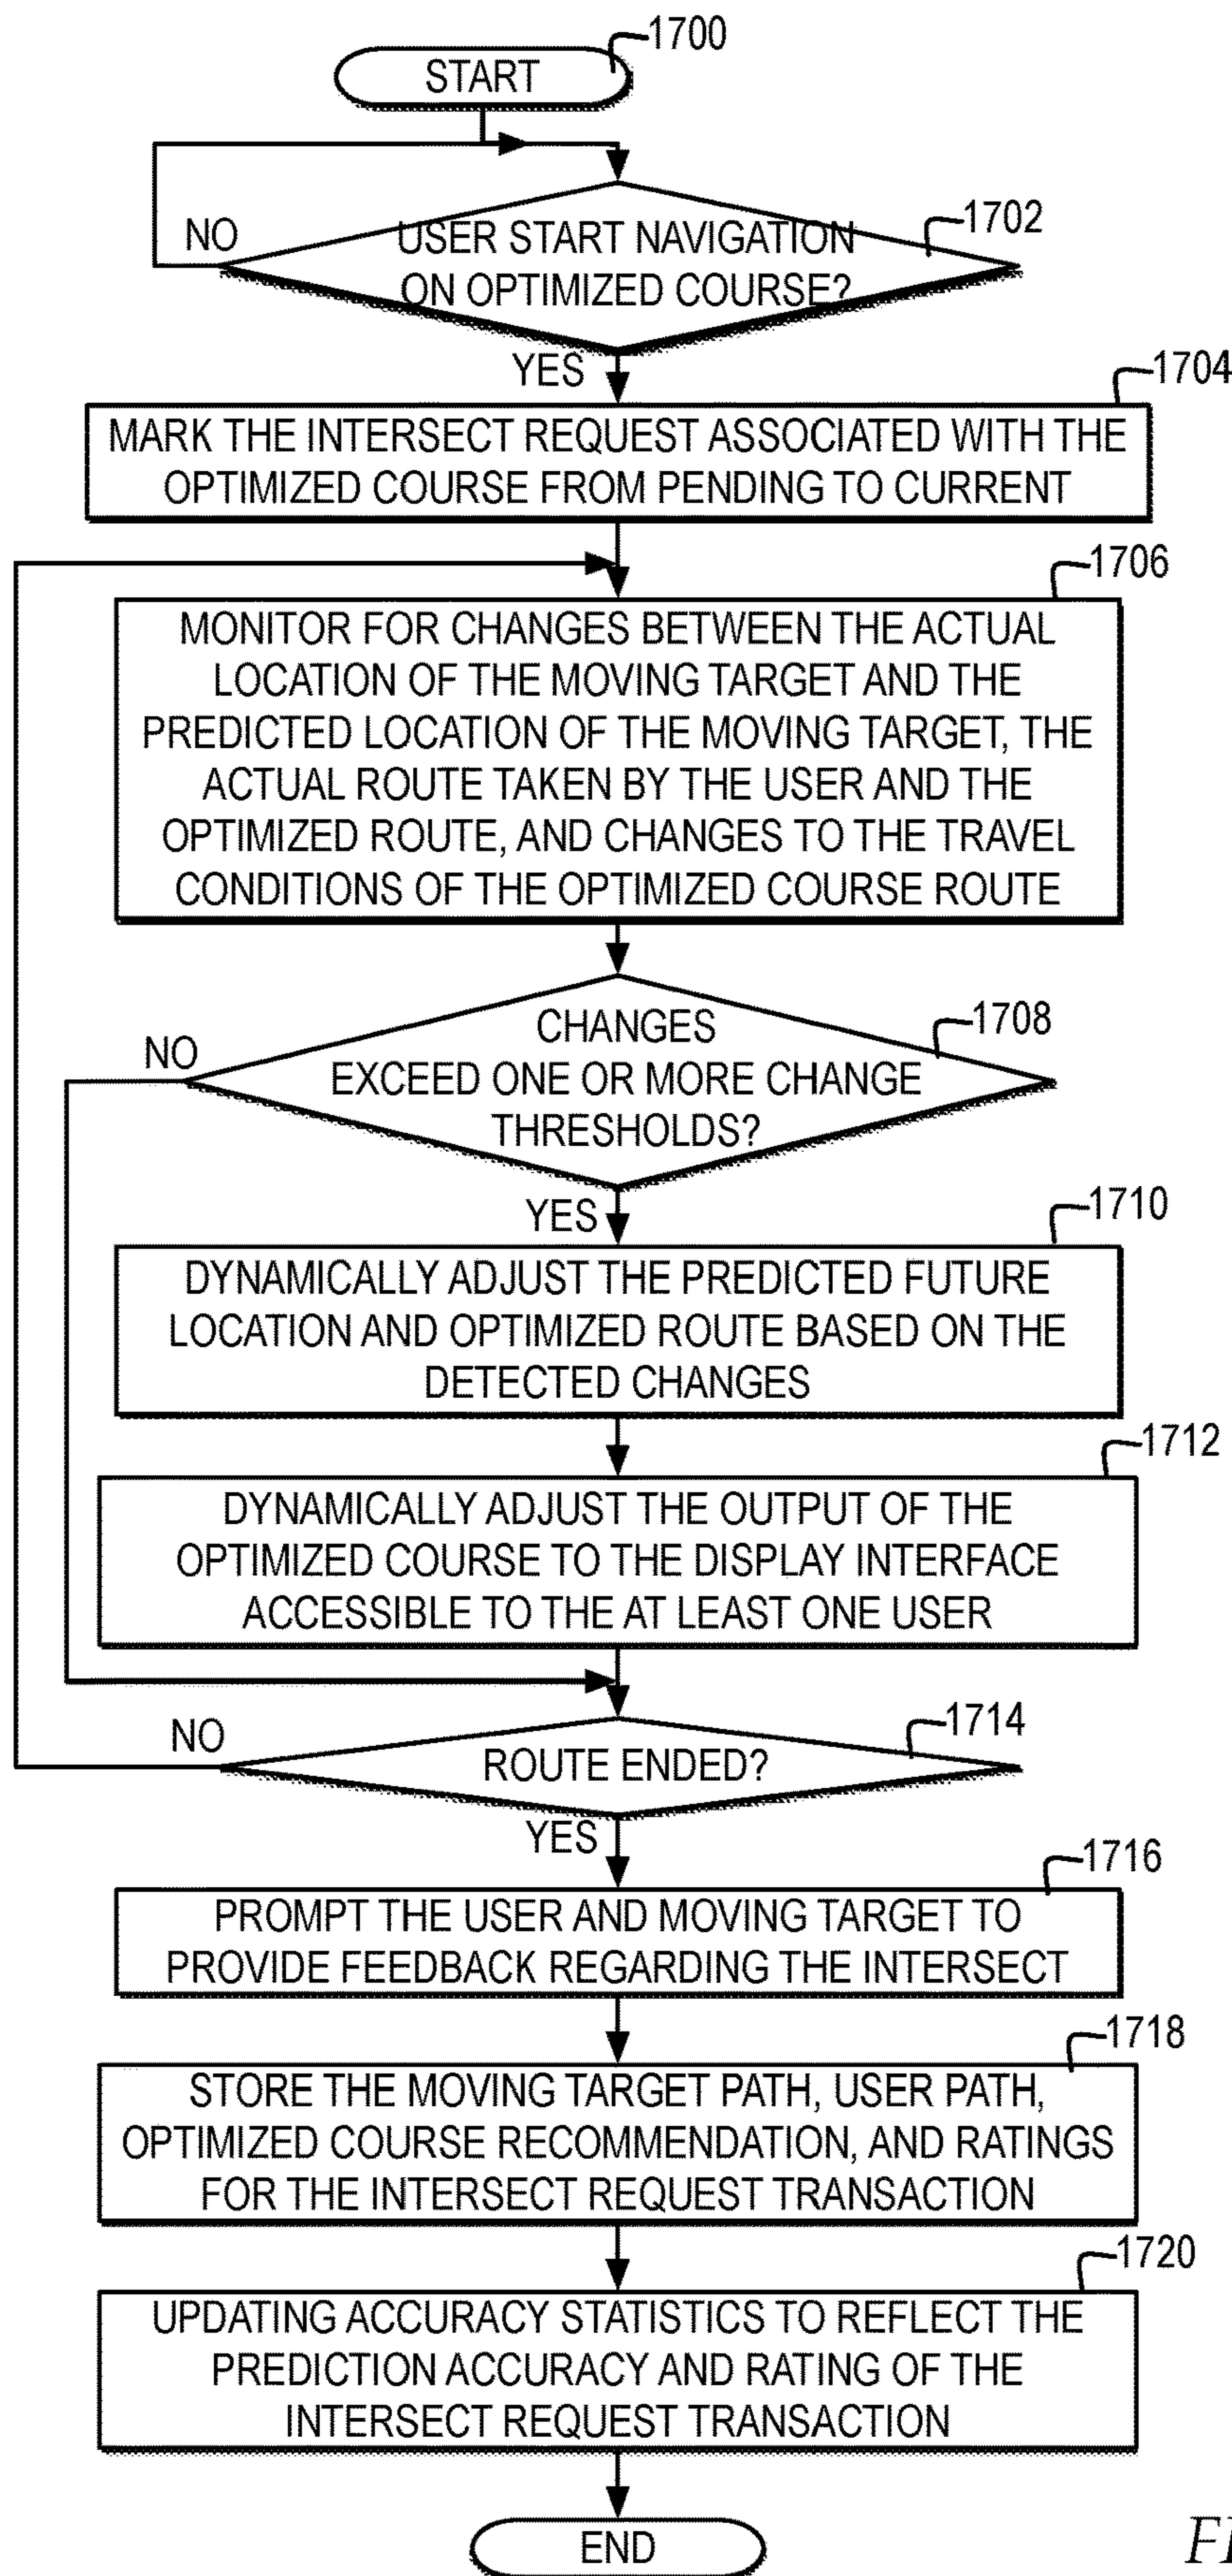 1700
START
NO
USER START NAVIGATION
ON OPTIMIZED COURSE?
1702
YES
1704
MARK THE INTERSECT REQUEST ASSOCIATED WITH THE
OPTIMIZED COURSE FROM PENDING TO CURRENT
1706
MONITOR FOR CHANGES BETWEEN THE ACTUAL
LOCATION OF THE MOVING TARGET AND THE
PREDICTED LOCATION OF THE MOVING TARGET, THE
ACTUAL ROUTE TAKEN BY THE USER AND THE
OPTIMIZED ROUTE, AND CHANGES TO THE TRAVEL
CONDITIONS OF THE OPTIMIZED COURSE ROUTE
NO
CHANGES
EXCEED ONE OR MORE CHANGE
THRESHOLDS?
1708
YES
1710
DYNAMICALLY ADJUST THE PREDICTED FUTURE
LOCATION AND OPTIMIZED ROUTE BASED ON THE
DETECTED CHANGES
1712
DYNAMICALLY ADJUST THE OUTPUT OF THE
OPTIMIZED COURSE TO THE DISPLAY INTERFACE
ACCESSIBLE TO THE AT LEAST ONE USER
NO
ROUTE ENDED?
1714
YES
1716
PROMPT THE USER AND MOVING TARGET TO
PROVIDE FEEDBACK REGARDING THE INTERSECT
1718
STORE THE MOVING TARGET PATH, USER PATH,
OPTIMIZED COURSE RECOMMENDATION, AND RATINGS
FOR THE INTERSECT REQUEST TRANSACTION
1720
UPDATING ACCURACY STATISTICS TO REFLECT THE
PREDICTION ACCURACY AND RATING OF THE
INTERSECT REQUEST TRANSACTION
END